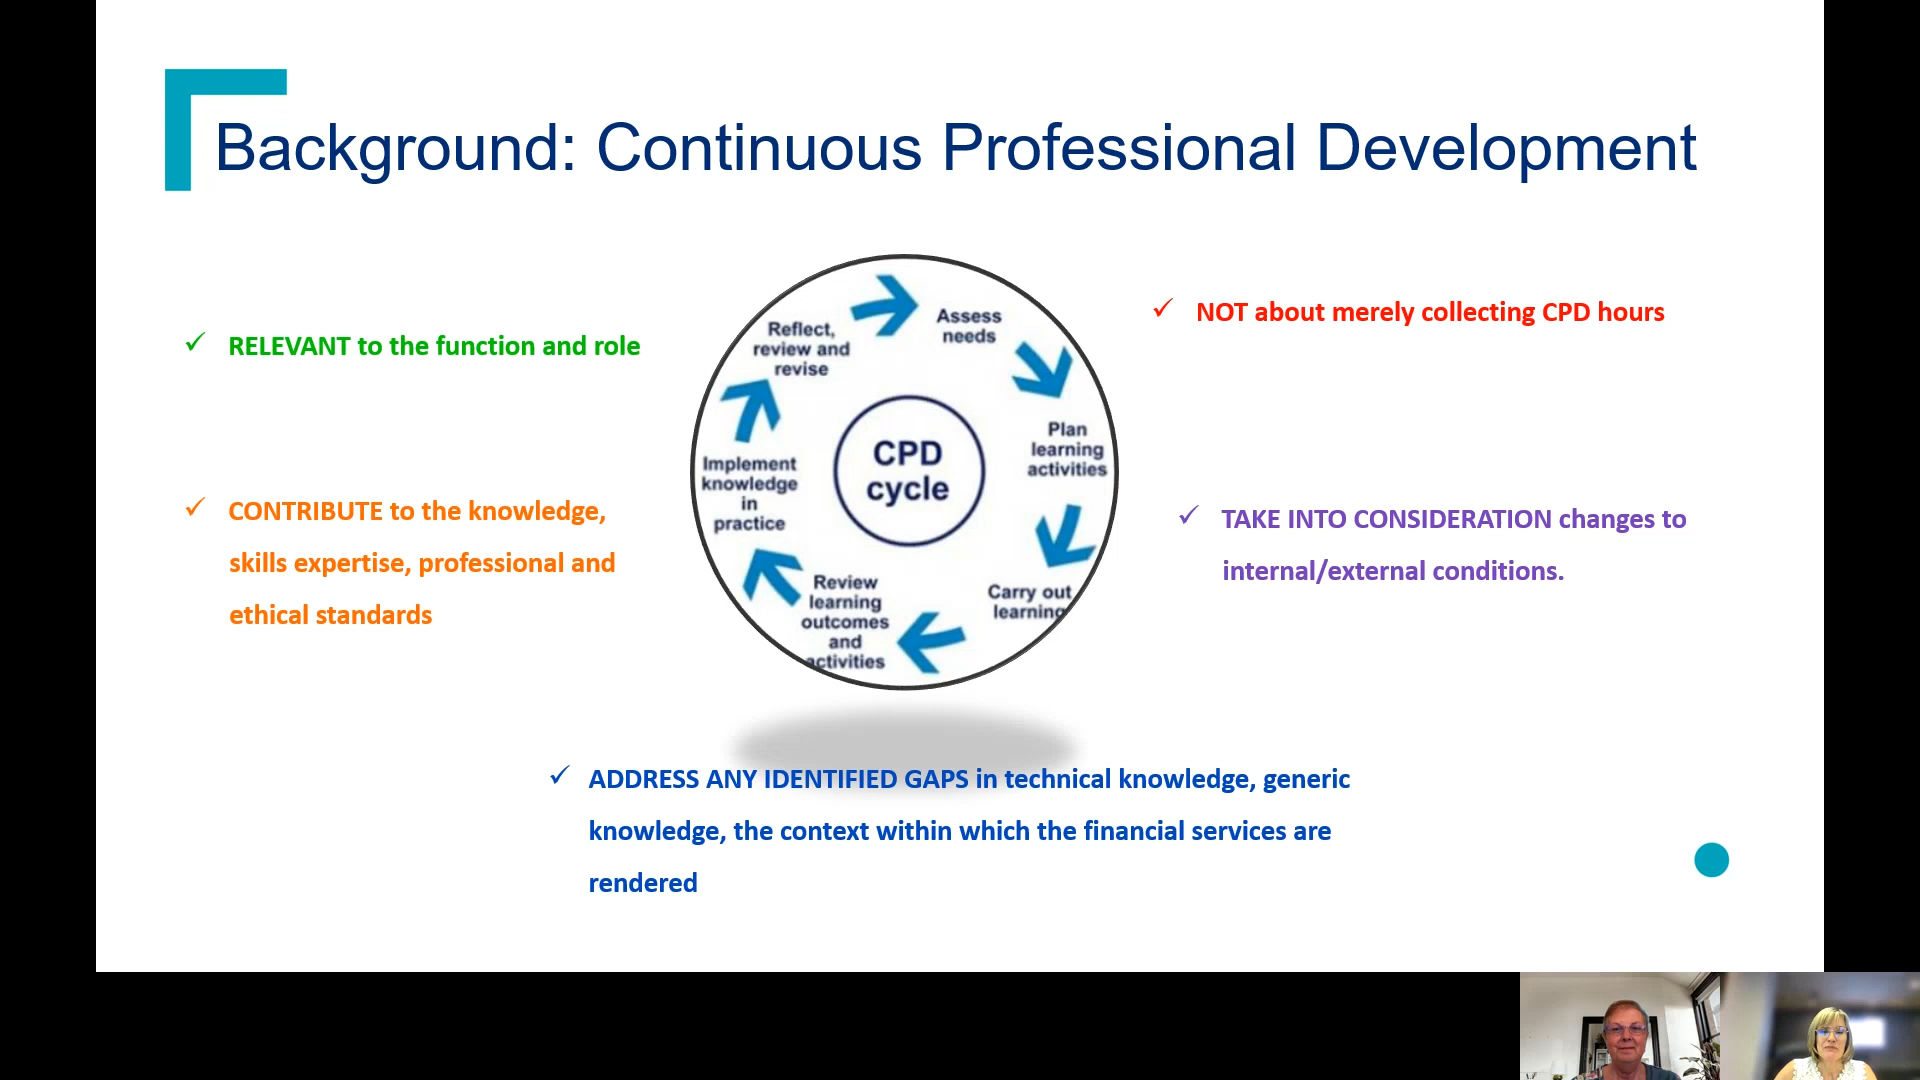 Background: Continuous Professional Development
✓ RELEVANT to the function and role
✓ CONTRIBUTE to the knowledge,
skills expertise, professional and
ethical standards
Assess
needs
Plan
learning
activities
Carry out
learning
Review
learning
outcomes
and
activities
Implement
knowledge
in
practice
Reflect,
review and
revise
CPD
cycle
✓ NOT about merely collecting CPD hours
✓ TAKE INTO CONSIDERATION changes to
internal/external conditions.
✓ ADDRESS ANY IDENTIFIED GAPS in technical knowledge, generic
knowledge, the context within which the financial services are
rendered